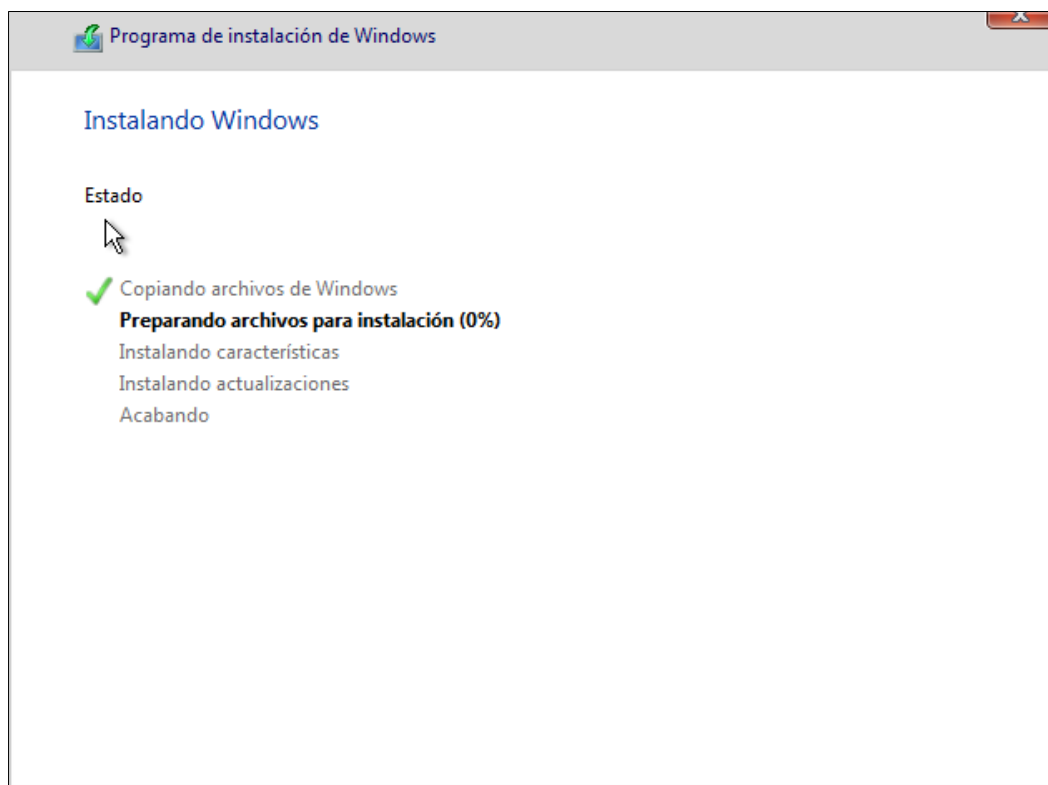 Programa de instalación de Windows
Instalando Windows
Estado
Copiando archivos de Windows
Preparando archivos para instalación (0%)
Instalando características
Instalando actualizaciones
Acabando